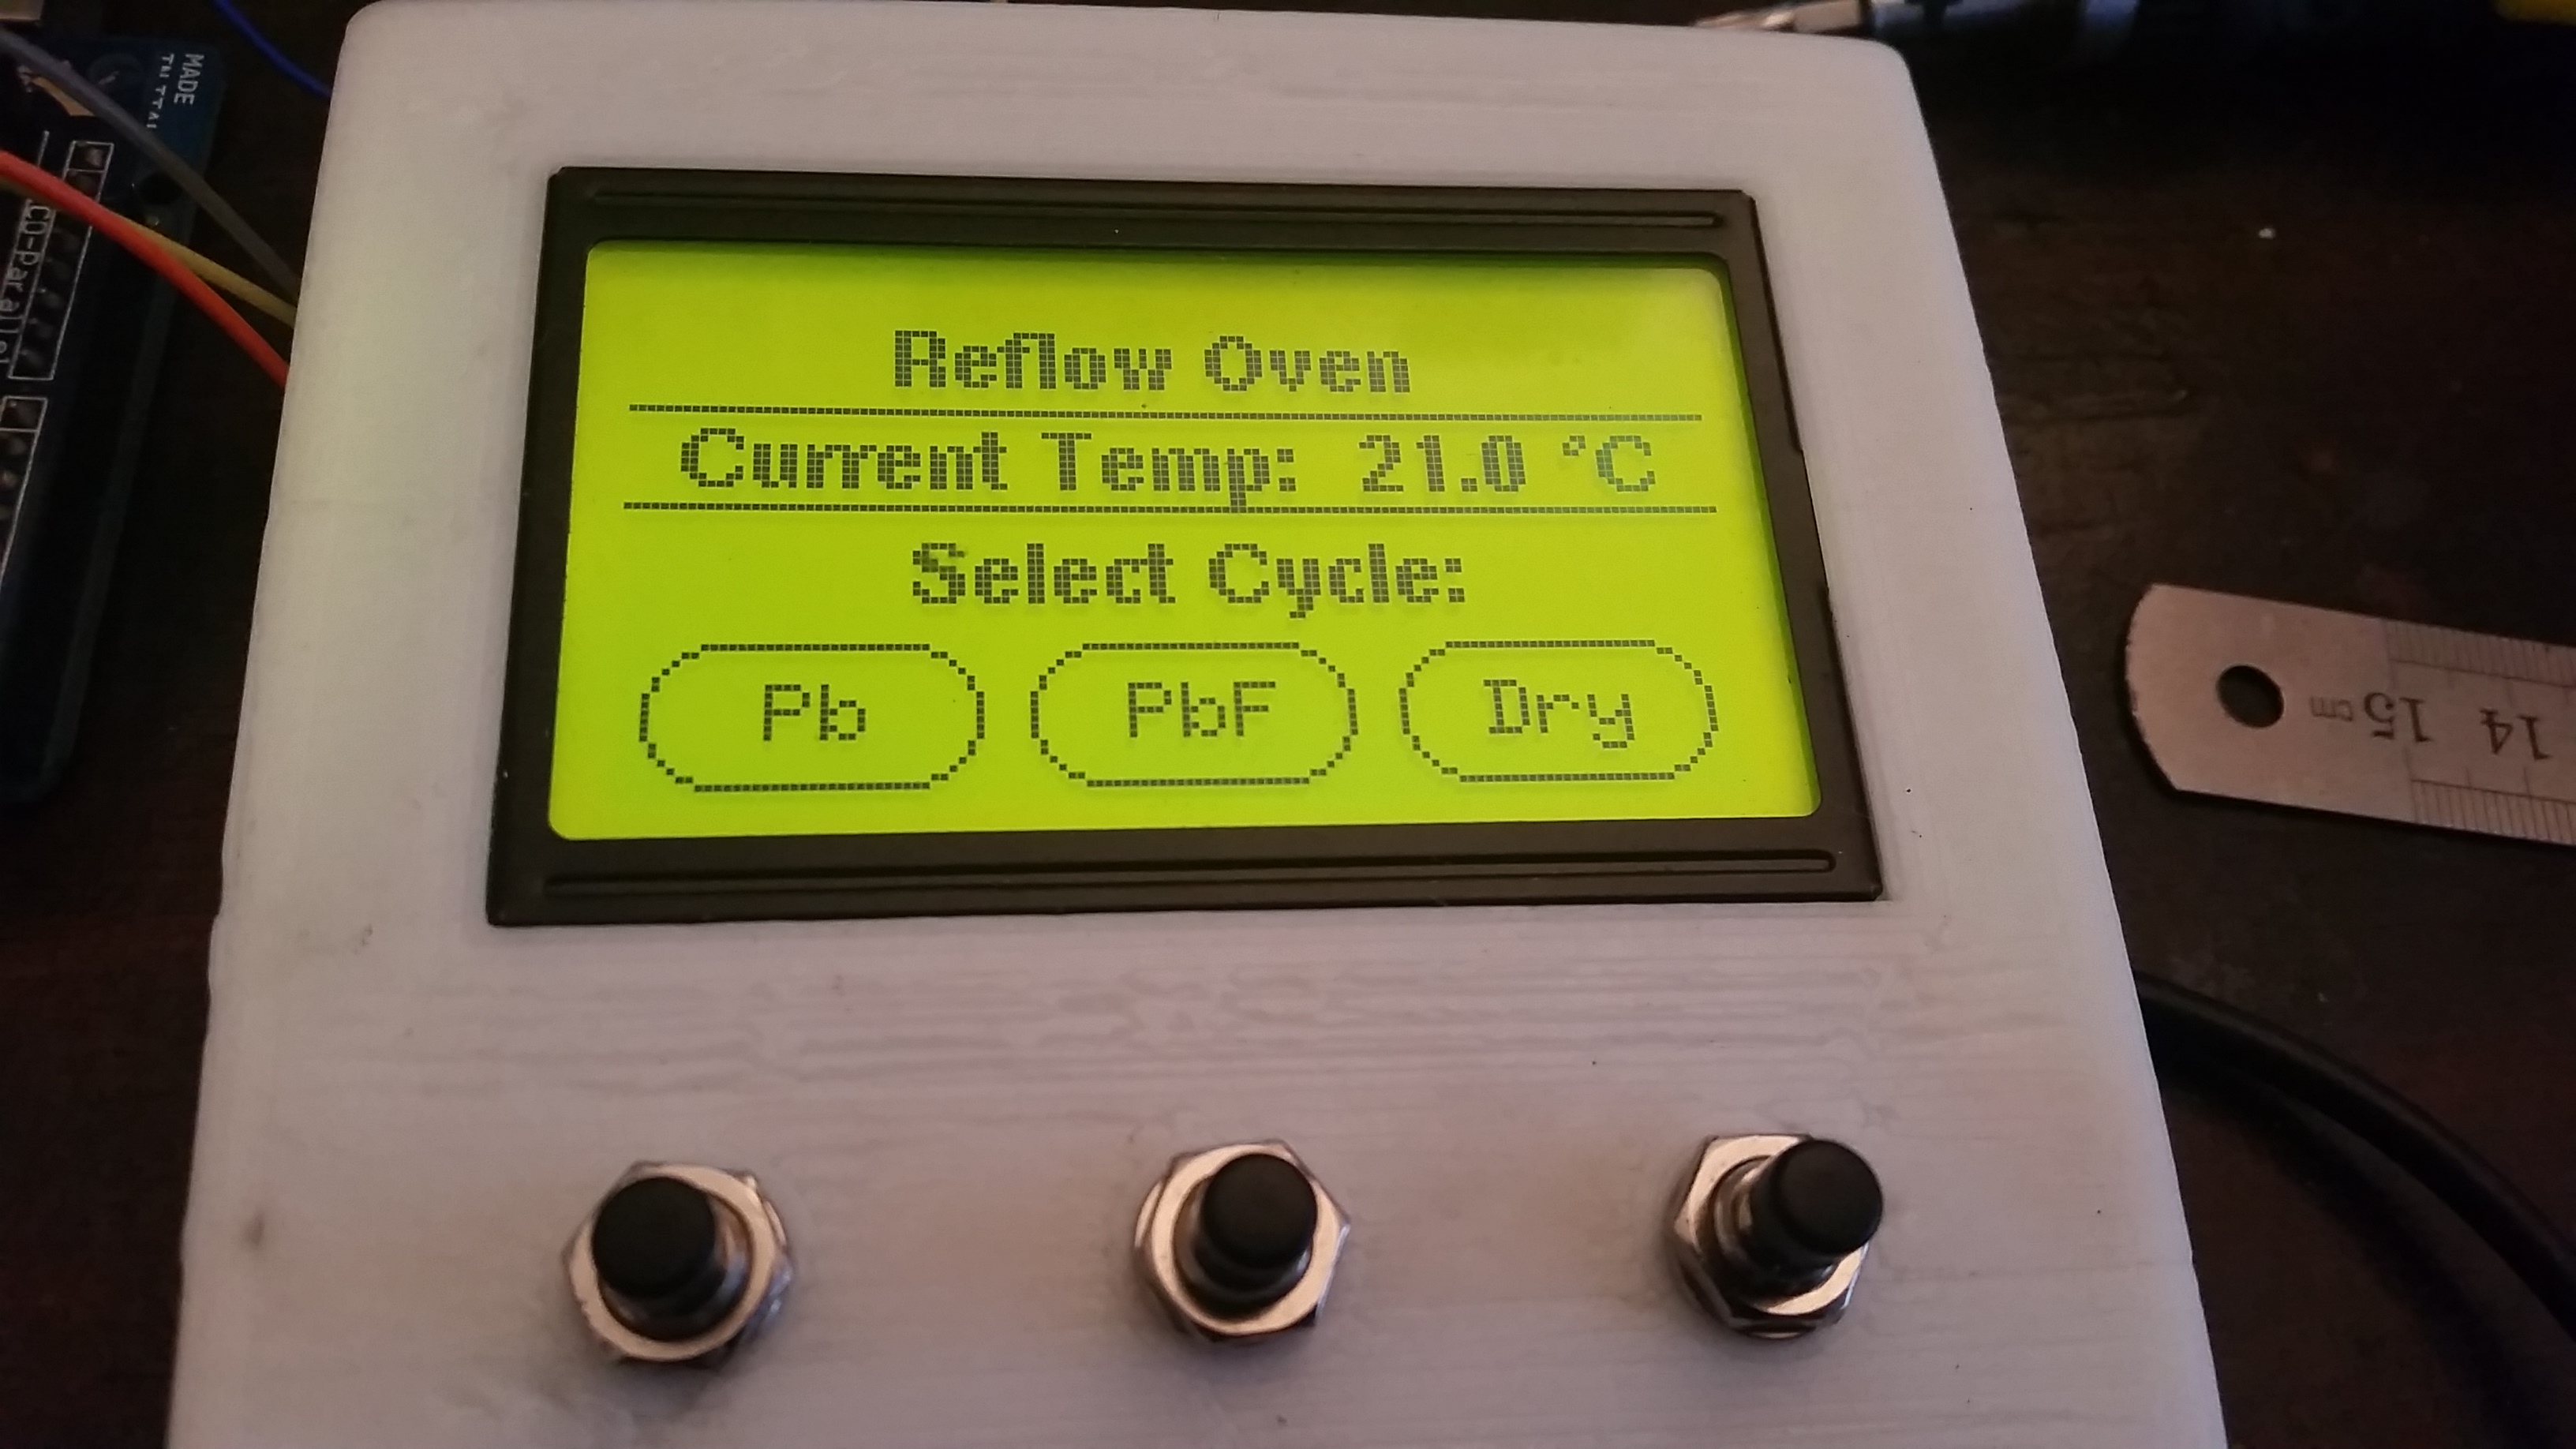 Reflow Oven
Current Temp: 21.0 °C
Select Cycle:
Pb PbF Dry
MADE
15 cm
14